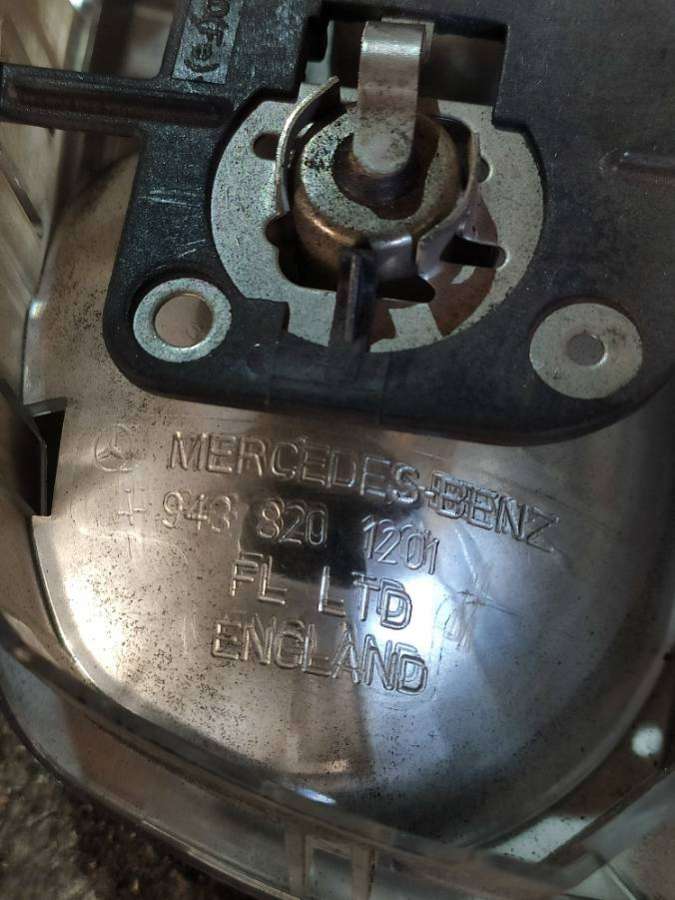 MERCEDES-BENZ
943 820 1201
FL LTD
ENGLAND